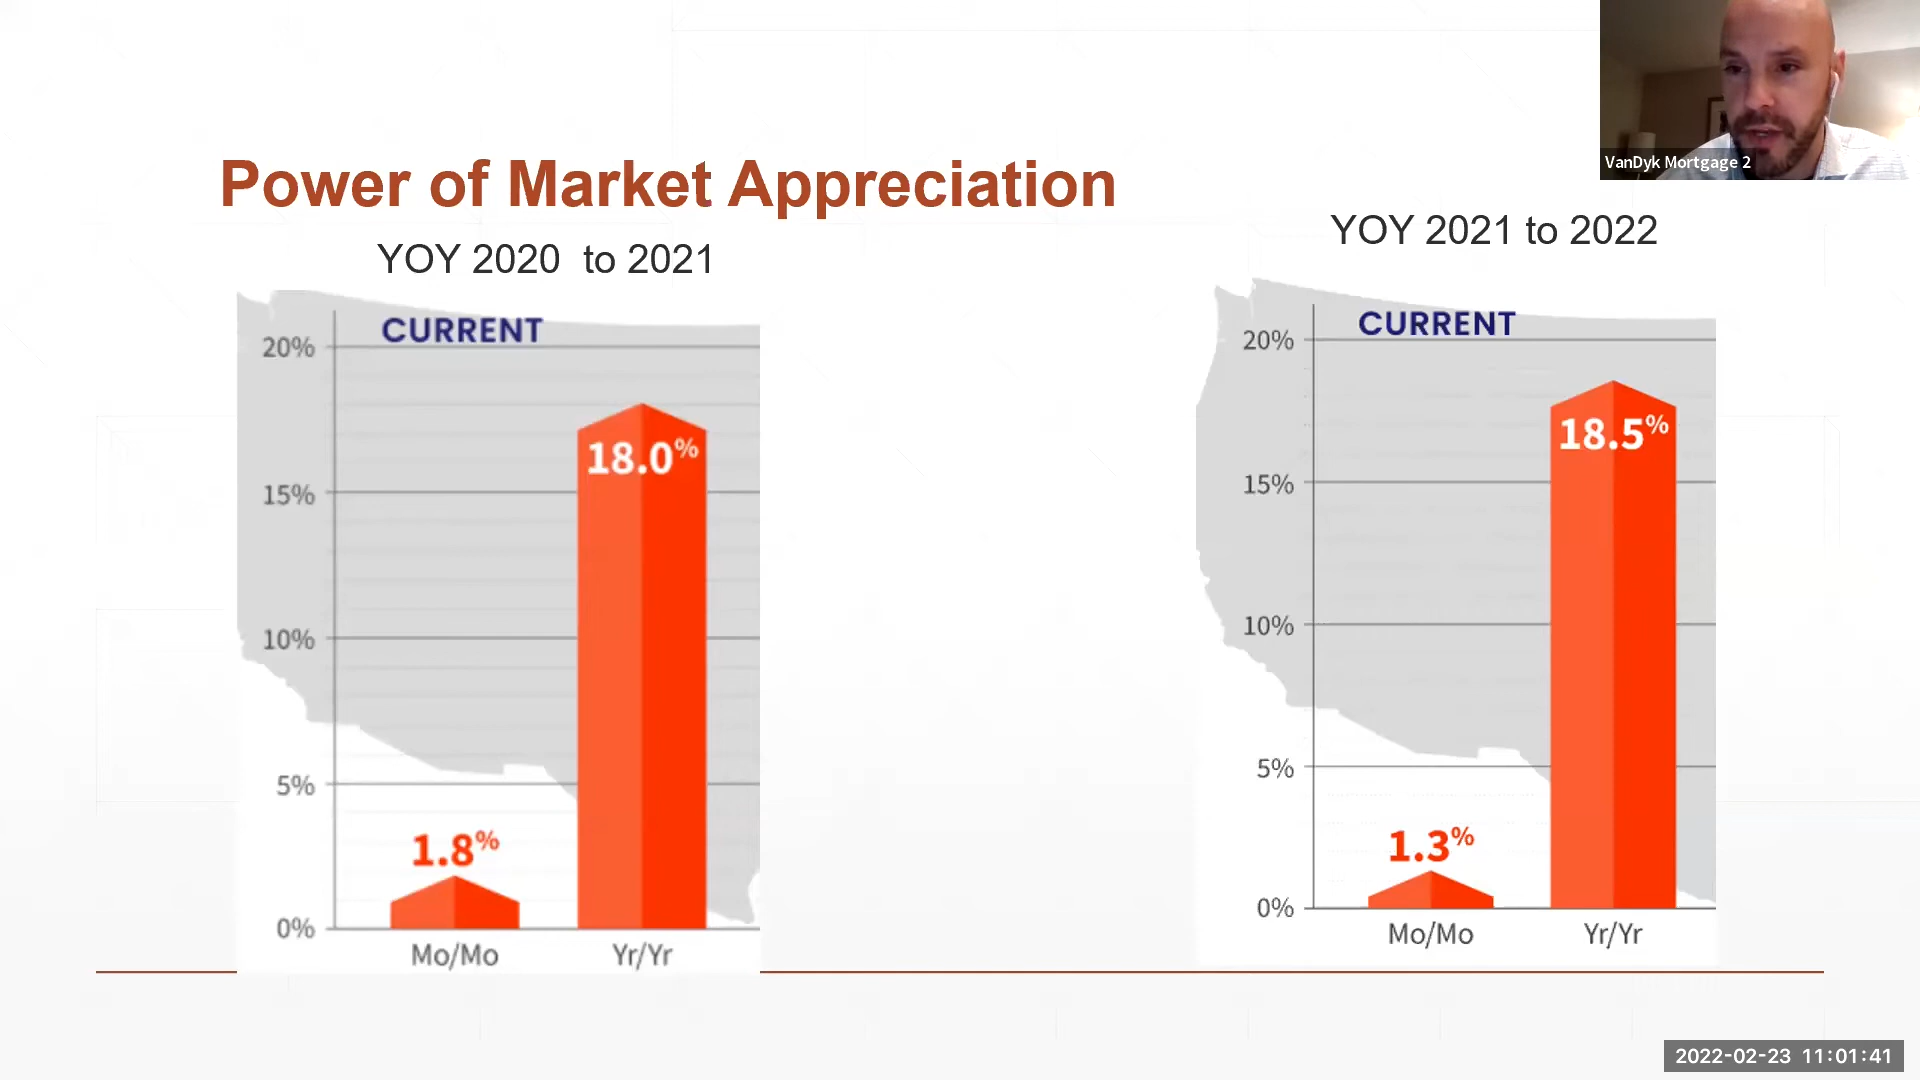 VanDyk Mortgage 2
Power of Market Appreciation
YOY 2020 to 2021
CURRENT
20%
15%
10%
5%
0%
18.0%
1.8%
Mo/Mo
Yr/Yr
YOY 2021 to 2022
CURRENT
20%
15%
10%
5%
0%
18.5%
1.3%
Mo/Mo
Yr/Yr
2022-02-23 11:01:41